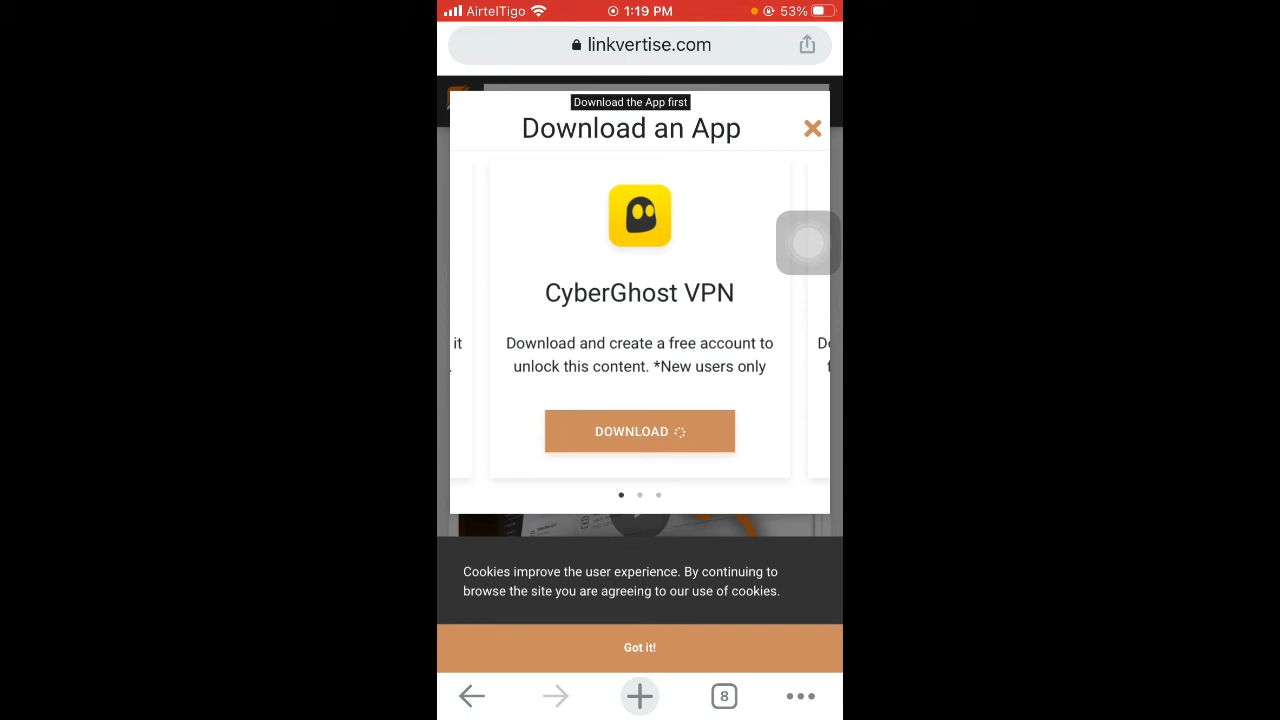 AirtelTigo
1:19 PM
53%
linkvertise.com
Download the App first
Download an App
CyberGhost VPN
it
Download and create a free account to
unlock this content. *New users only
DOWNLOAD
Cookies improve the user experience. By continuing to
browse the site you are agreeing to our use of cookies.
Got it!
8